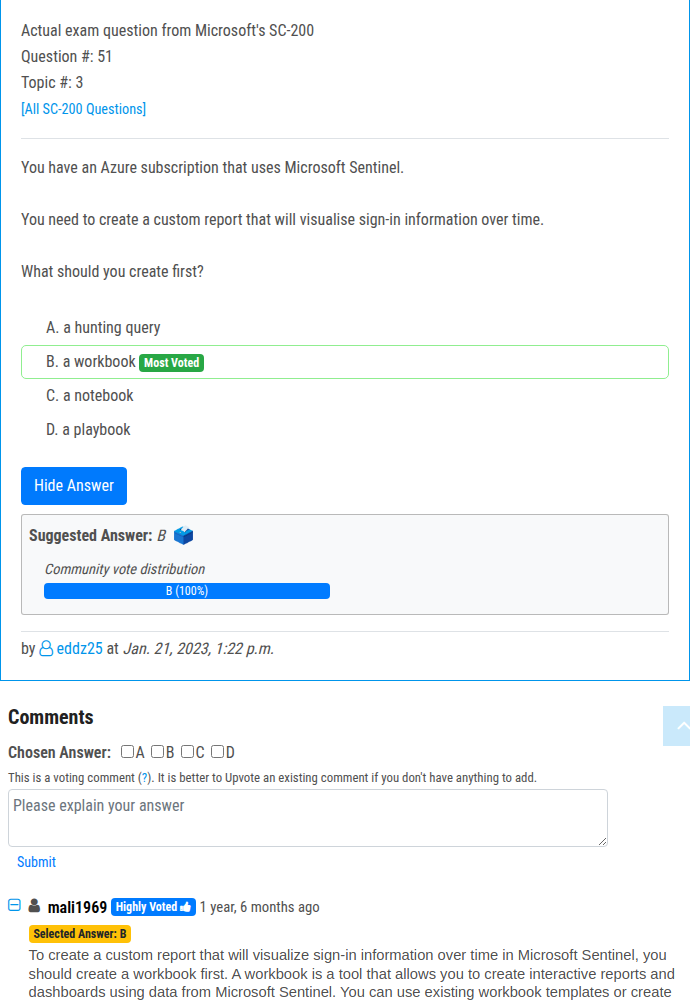 Actual exam question from Microsoft's SC-200
Question #: 51
Topic #: 3
[All SC-200 Questions]
You have an Azure subscription that uses Microsoft Sentinel.
You need to create a custom report that will visualise sign-in information over time.
What should you create first?
A. a hunting query
B. a workbook Most Voted
C. a notebook
D. a playbook
Hide Answer
Suggested Answer: B
Community vote distribution
B (100%)
by eddz25 at Jan. 21, 2023, 1:22 p.m.
Comments
Chosen Answer: A B C D
This is a voting comment (?). It is better to Upvote an existing comment if you don't have anything to add.
Please explain your answer
Submit
mali1969 Highly Voted 1 year, 6 months ago
Selected Answer: B
To create a custom report that will visualize sign-in information over time in Microsoft Sentinel, you
should create a workbook first. A workbook is a tool that allows you to create interactive reports and
dashboards using data from Microsoft Sentinel. You can use existing workbook templates or create